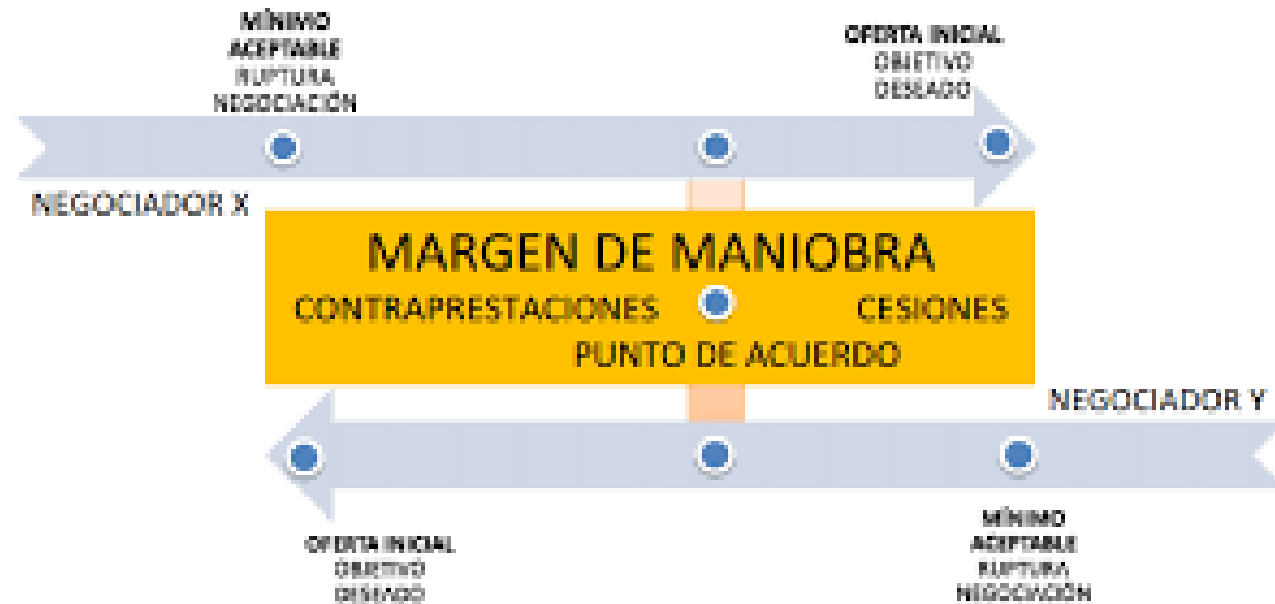 MÍNIMO
ACEPTABLE
RUPTURA
NEGOCIACIÓN
OFERTA INICIAL
OBJETIVO
DESEADO
NEGOCIADOR X
MARGEN DE MANIOBRA
CONTRAPRESTACIONES
CESIONES
PUNTO DE ACUERDO
NEGOCIADOR Y
OFERTA INICIAL
OBJETIVO
DESEADO
MÍNIMO
ACEPTABLE
RUPTURA
NEGOCIACIÓN